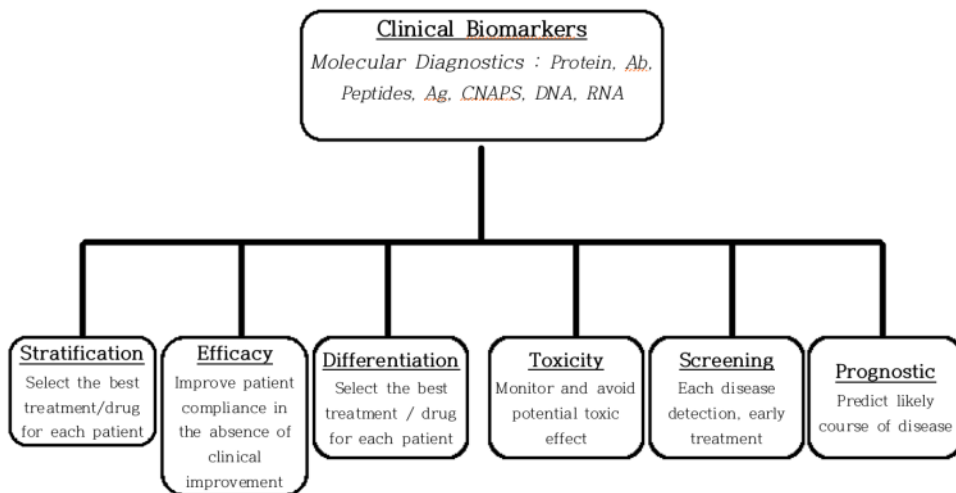 Clinical Biomarkers
Molecular Diagnostics : Protein, Ab,
Peptides, Ag, CNAPS, DNA, RNA
Stratification
Select the best
treatment/drug
for each patient
Efficacy
Improve patient
compliance in
the absence of
clinical
improvement
Differentiation
Select the best
treatment / drug
for each patient
Toxicity
Monitor and avoid
potential toxic
effect
Screening
Each disease
detection, early
treatment
Prognostic
Predict likely
course of disease